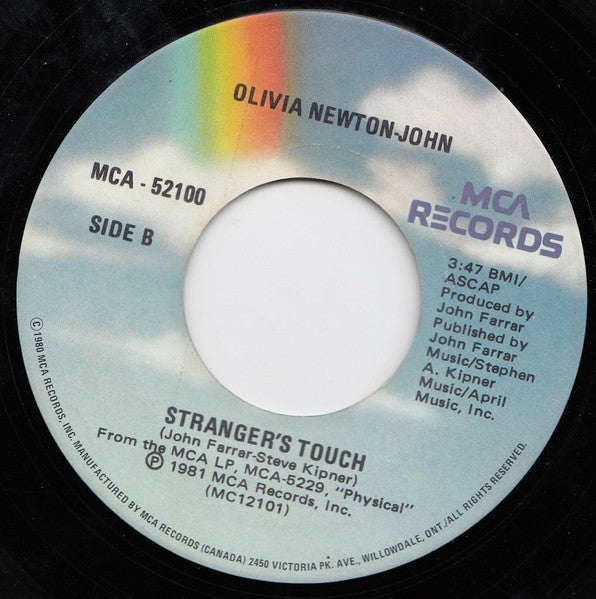 OLIVIA NEWTON-JOHN
MCA - 52100
SIDE B
MCA
RECORDS
3:47 BMI/
ASCAP
Produced by
John Farrar
Published by
John Farrar
Music/Stephen
A. Kipner
Music/April
Music, Inc.
STRANGER'S TOUCH
(John Farrar-Steve Kipner)
From the MCA LP, MCA-5229, "Physical"
Ⓟ 1981 MCA Records, Inc.
(MC12101)
© 1980 MCA RECORDS, INC. MANUFACTURED BY MCA RECORDS (CANADA) 2450 VICTORIA PK. AVE., WILLOWDALE, ONT./ALL RIGHTS RESERVED.